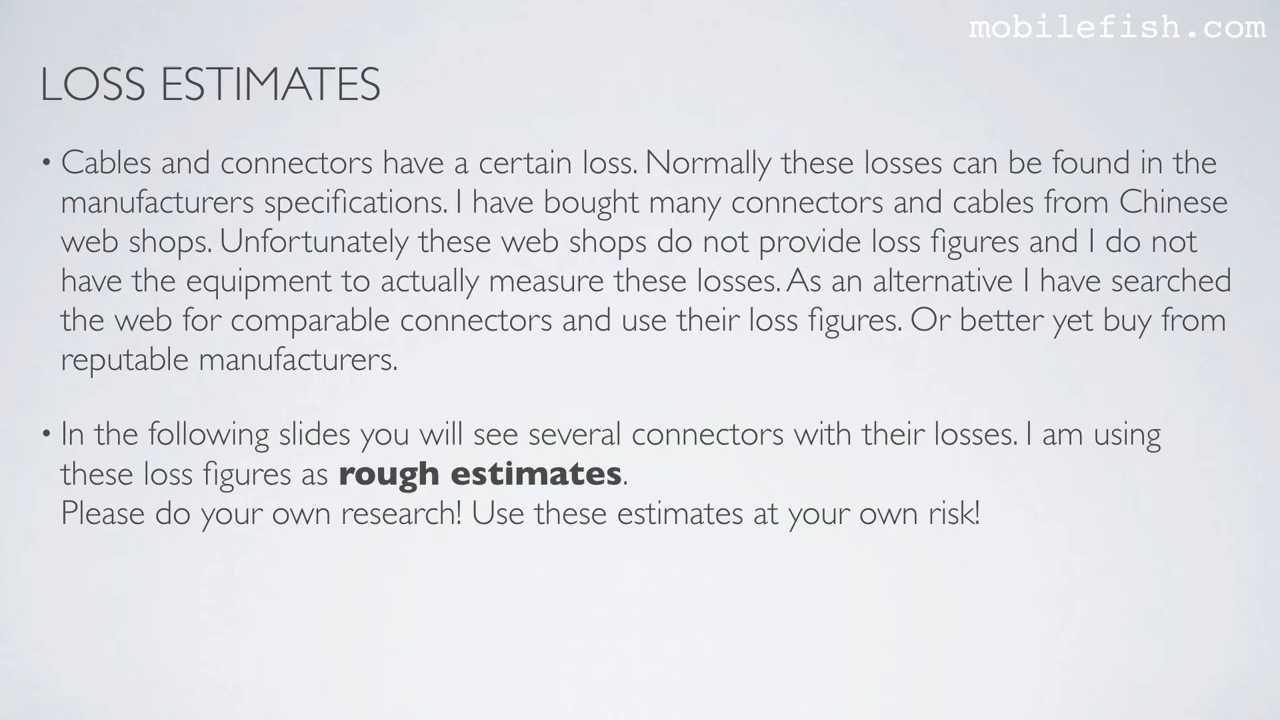 mobilefish.com
LOSS ESTIMATES
• Cables and connectors have a certain loss. Normally these losses can be found in the
manufacturers specifications. I have bought many connectors and cables from Chinese
web shops. Unfortunately these web shops do not provide loss figures and I do not
have the equipment to actually measure these losses. As an alternative I have searched
the web for comparable connectors and use their loss figures. Or better yet buy from
reputable manufacturers.
• In the following slides you will see several connectors with their losses. I am using
these loss figures as rough estimates.
Please do your own research! Use these estimates at your own risk!